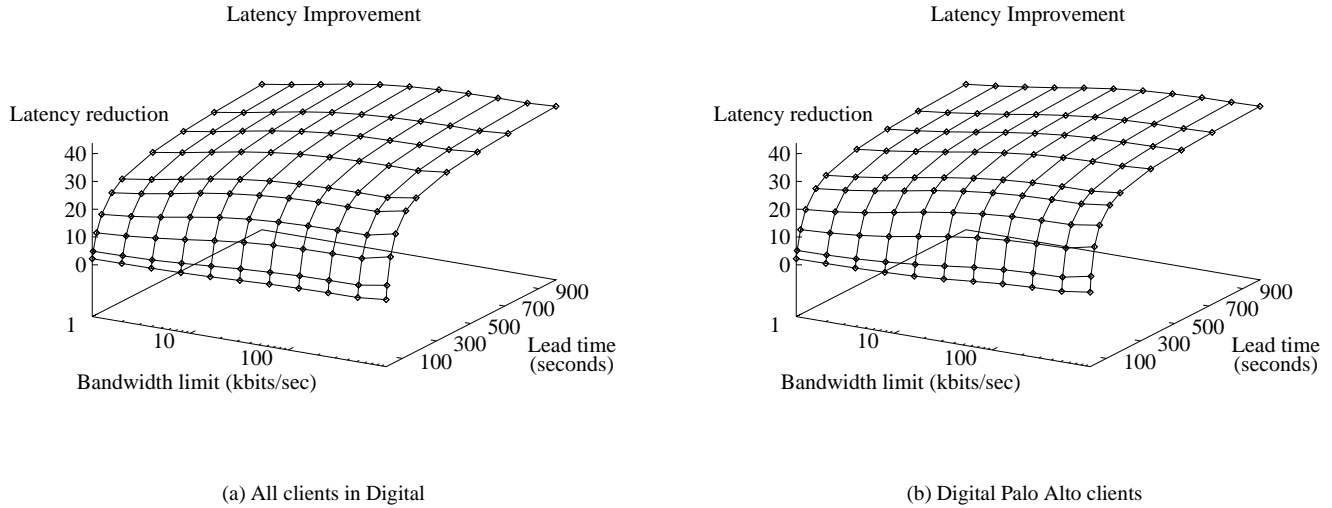 Latency Improvement
Latency reduction
40
30
20
10
0
1
10
100
Bandwidth limit (kbits/sec)
100
300
500
700
900
Lead time
(seconds)
(a) All clients in Digital
Latency Improvement
Latency reduction
40
30
20
10
0
1
10
100
Bandwidth limit (kbits/sec)
100
300
500
700
900
Lead time
(seconds)
(b) Digital Palo Alto clients